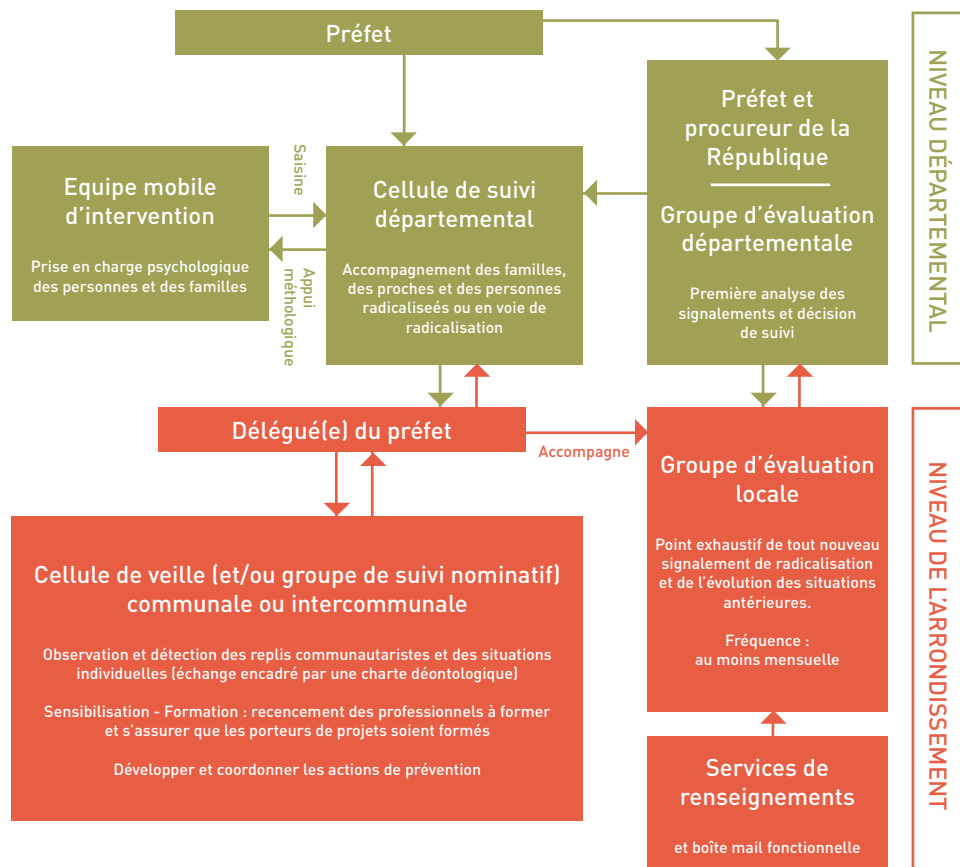 Préfet
NIVEAU DÉPARTEMENTAL
Préfet et
procureur de la
République
Groupe d'évaluation
départementale
Première analyse des
signalements et décision
de suivi
Equipe mobile
d'intervention
Prise en charge psychologique
des personnes et des familles
Saisine
Appui
méthologique
Cellule de suivi
départemental
Accompagnement des familles,
des proches et des personnes
radicaliseés ou en voie de
radicalisation
Délégué(e) du préfet
Accompagne
Groupe d'évaluation
locale
Point exhaustif de tout nouveau
signalement de radicalisation
et de l'évolution des situations
antérieures.
Fréquence :
au moins mensuelle
NIVEAU DE L'ARRONDISSEMENT
Cellule de veille (et/ou groupe de suivi nominatif)
communale ou intercommunale
Observation et détection des replis communautaristes et des situations
individuelles (échange encadré par une charte déontologique)
Sensibilisation - Formation : recencement des professionnels à former
et s'assurer que les porteurs de projets soient formés
Développer et coordonner les actions de prévention
Services de
renseignements
et boîte mail fonctionnelle